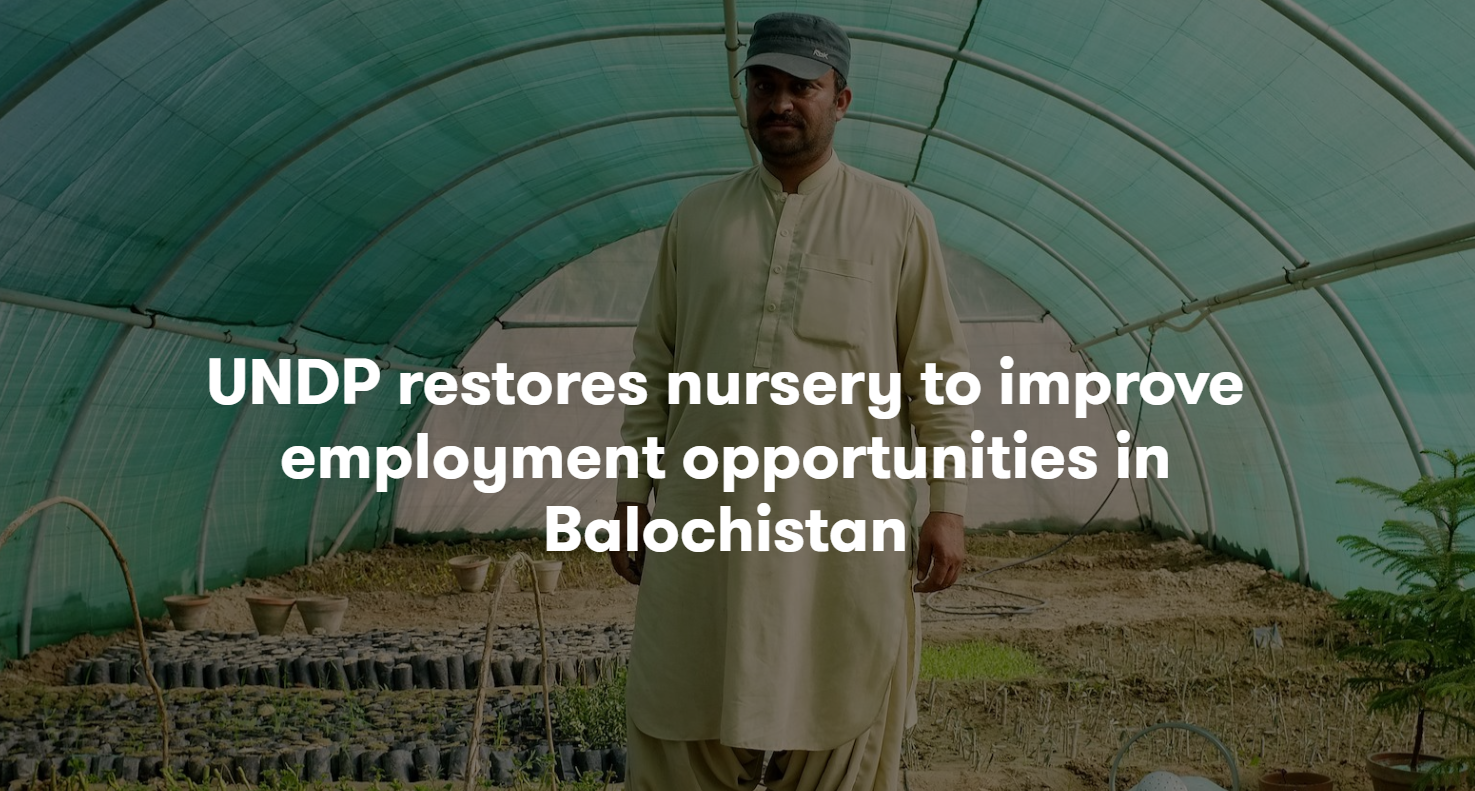 UNDP restores nursery to improve
employment opportunities in
Balochistan